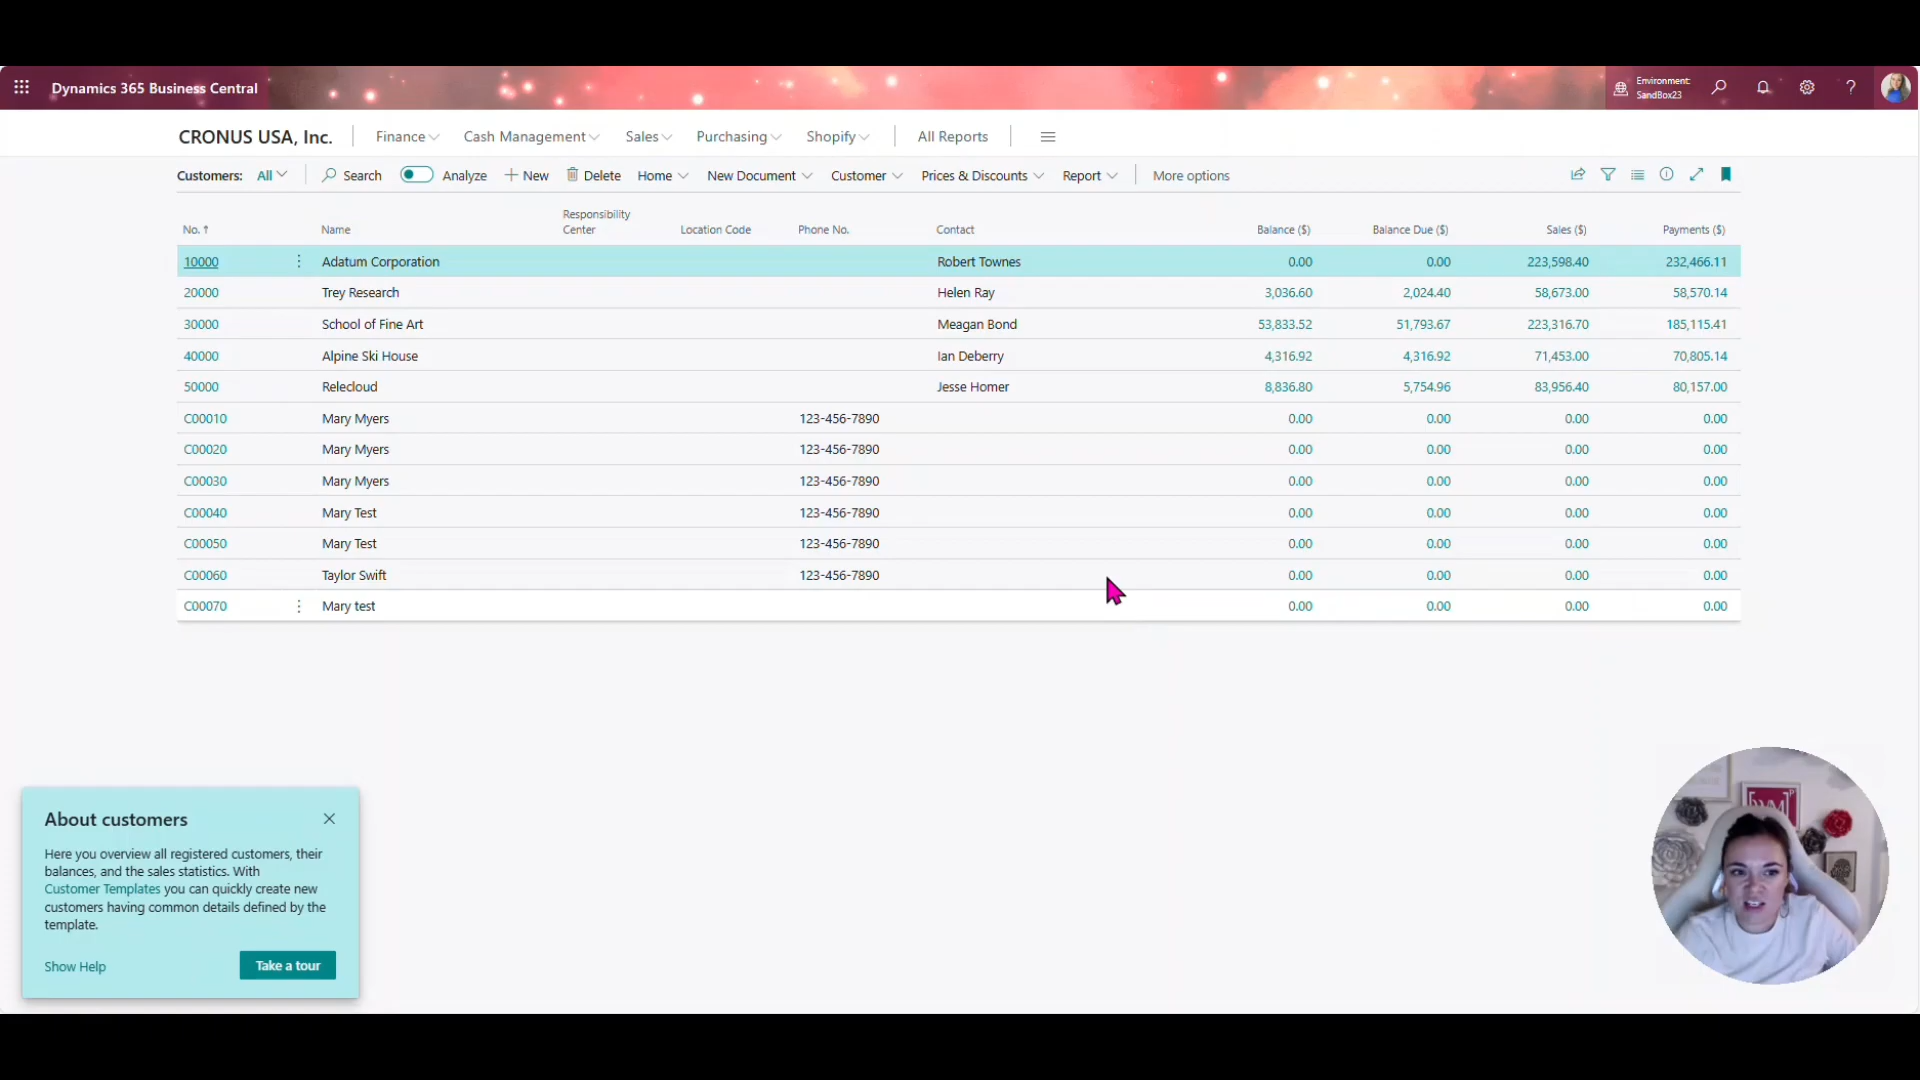 Dynamics 365 Business Central
Environment:
SandBox23
?
CRONUS USA, Inc.
Finance
Cash Management
Sales
Purchasing
Shopify
All Reports
Customers:
All
Search
Analyze
New
Delete
Home
New Document
Customer
Prices & Discounts
Report
More options
No. ↑ Name Responsibility Center Location Code Phone No. Contact Balance ($) Balance Due ($) Sales ($) Payments ($)
10000 Adatum Corporation Robert Townes 0.00 0.00 223,598.40 232,466.11
20000 Trey Research Helen Ray 3,036.60 2,024.40 58,673.00 58,570.14
30000 School of Fine Art Meagan Bond 53,833.52 51,793.67 223,316.70 185,115.41
40000 Alpine Ski House Ian Deberry 4,316.92 4,316.92 71,453.00 70,805.14
50000 Relecloud Jesse Homer 8,836.80 5,754.96 83,956.40 80,157.00
C00010 Mary Myers 123-456-7890 0.00 0.00 0.00 0.00
C00020 Mary Myers 123-456-7890 0.00 0.00 0.00 0.00
C00030 Mary Myers 123-456-7890 0.00 0.00 0.00 0.00
C00040 Mary Test 123-456-7890 0.00 0.00 0.00 0.00
C00050 Mary Test 123-456-7890 0.00 0.00 0.00 0.00
C00060 Taylor Swift 123-456-7890 0.00 0.00 0.00 0.00
C00070 Mary test 0.00 0.00 0.00 0.00
About customers
Here you overview all registered customers, their
balances, and the sales statistics. With
Customer Templates you can quickly create new
customers having common details defined by the
template.
Show Help
Take a tour